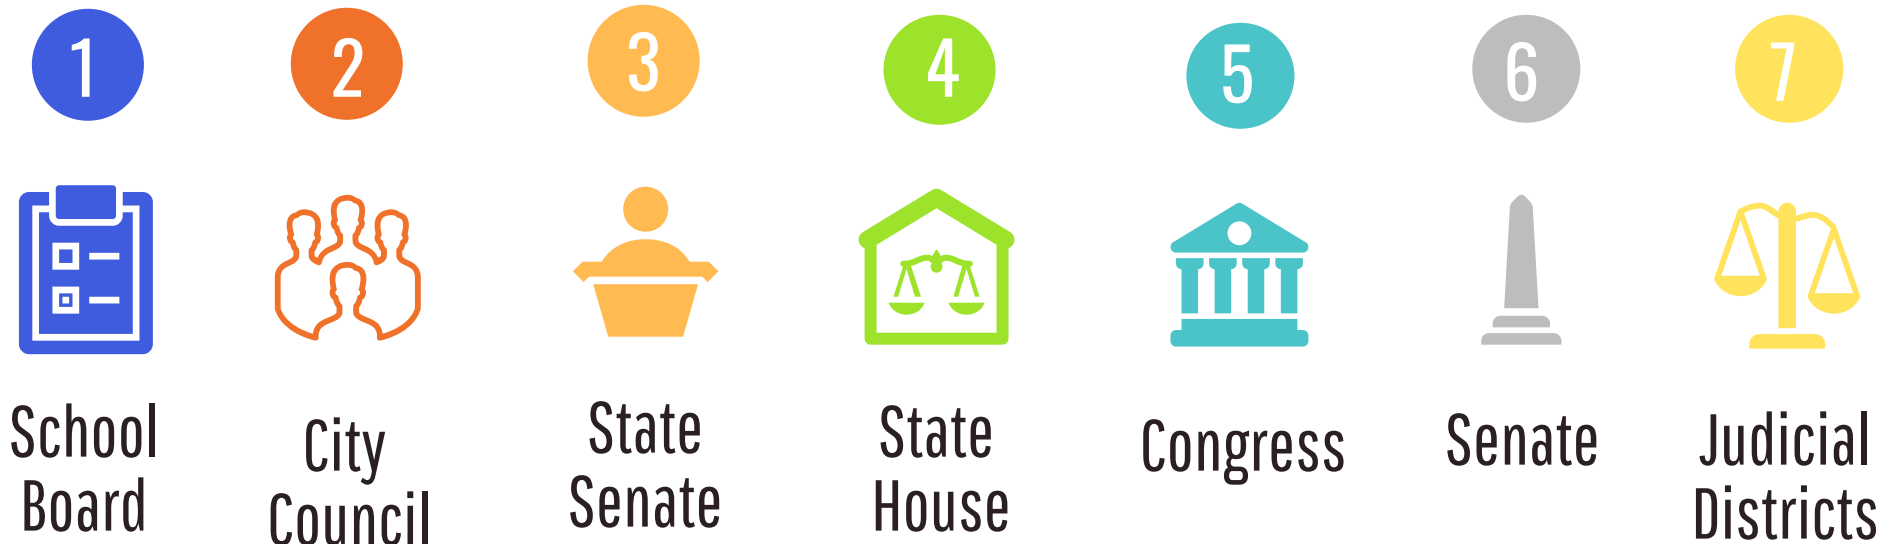 1
2
3
4
5
6
7
School
Board
City
Council
State
Senate
State
House
Congress
Senate
Judicial
Districts